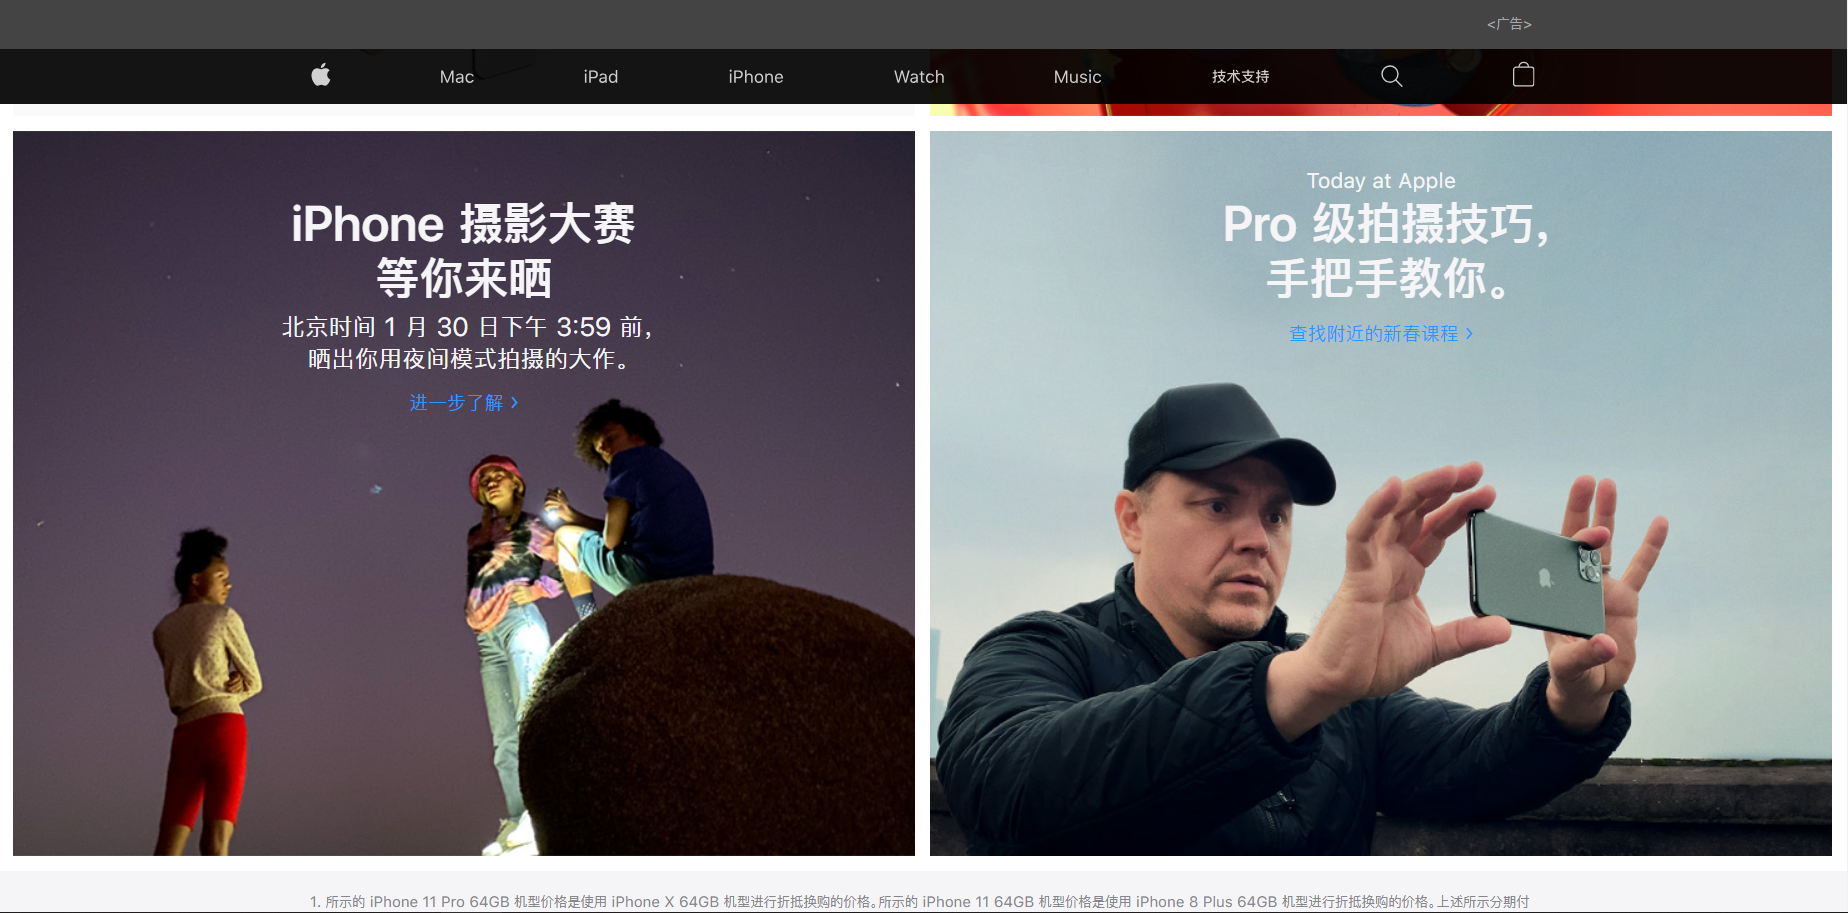 <广告>
Mac iPad iPhone Watch Music 技术支持
iPhone 摄影大赛
等你来晒
北京时间 1 月 30 日下午 3:59 前，
晒出你用夜间模式拍摄的大作。
进一步了解 >
Today at Apple
Pro 级拍摄技巧，
手把手教你。
查找附近的新春课程 >
1. 所示的 iPhone 11 Pro 64GB 机型价格是使用 iPhone X 64GB 机型进行折抵换购的价格。所示的 iPhone 11 64GB 机型价格是使用 iPhone 8 Plus 64GB 机型进行折抵换购的价格。上述所示分期付